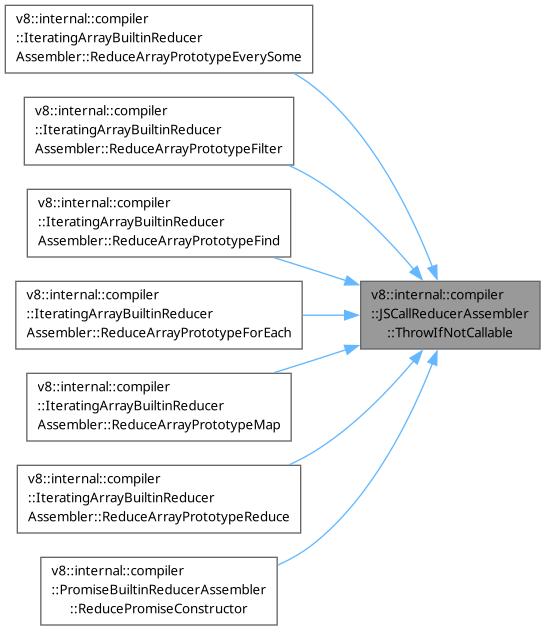 v8::internal::compiler
::IteratingArrayBuiltinReducer
Assembler::ReduceArrayPrototypeEverySome
v8::internal::compiler
::IteratingArrayBuiltinReducer
Assembler::ReduceArrayPrototypeFilter
v8::internal::compiler
::IteratingArrayBuiltinReducer
Assembler::ReduceArrayPrototypeFind
v8::internal::compiler
::IteratingArrayBuiltinReducer
Assembler::ReduceArrayPrototypeForEach
v8::internal::compiler
::JSCallReducerAssembler
::ThrowIfNotCallable
v8::internal::compiler
::IteratingArrayBuiltinReducer
Assembler::ReduceArrayPrototypeMap
v8::internal::compiler
::IteratingArrayBuiltinReducer
Assembler::ReduceArrayPrototypeReduce
v8::internal::compiler
::PromiseBuiltinReducerAssembler
::ReducePromiseConstructor